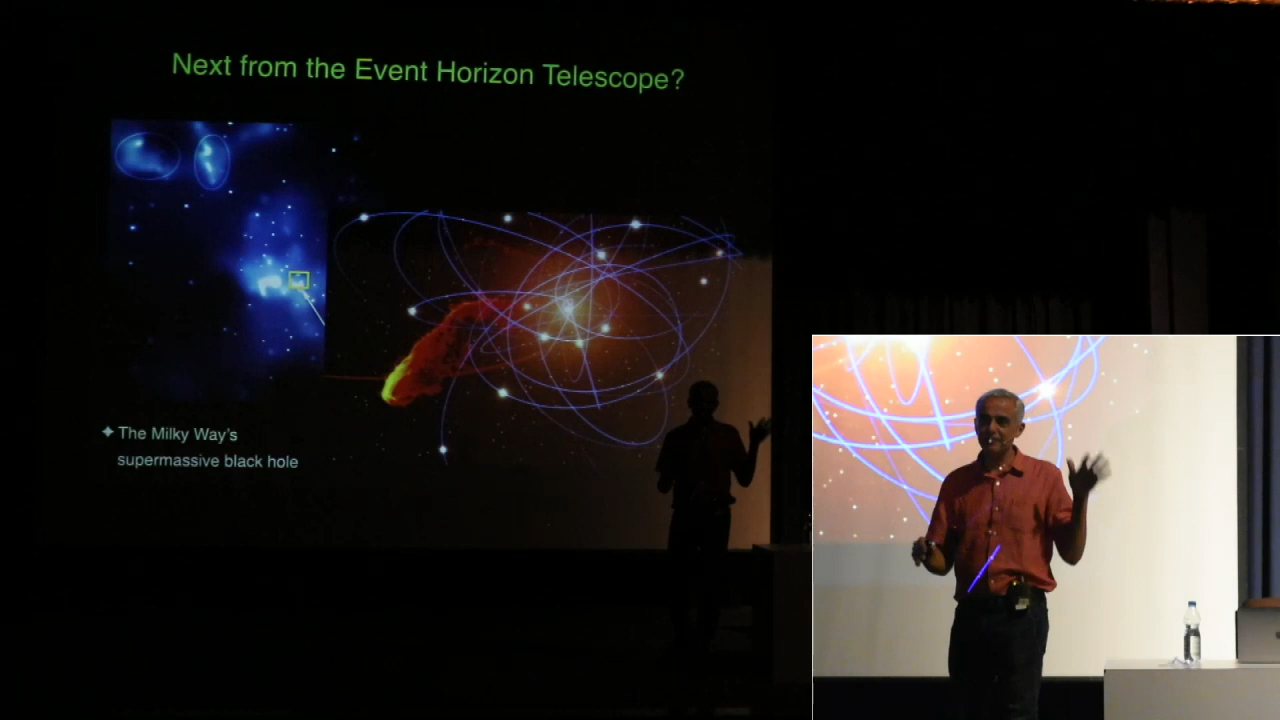 Next from the Event Horizon Telescope?
✦ The Milky Way's
supermassive black hole